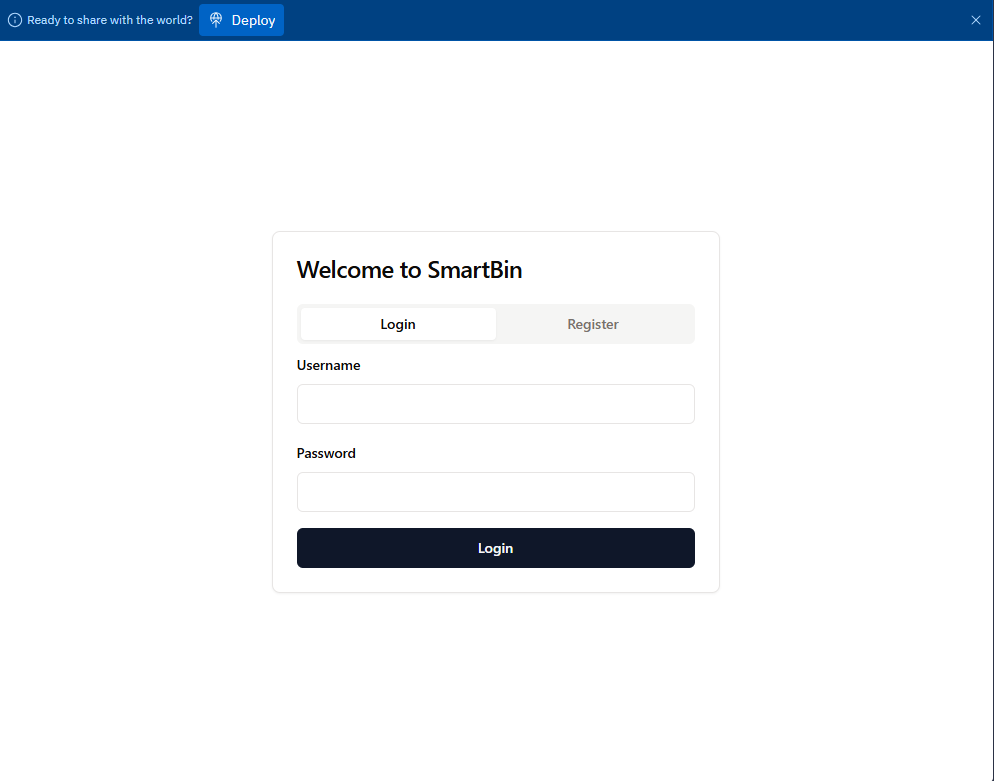 Ready to share with the world? Deploy
Welcome to SmartBin
Login Register
Username
Password
Login